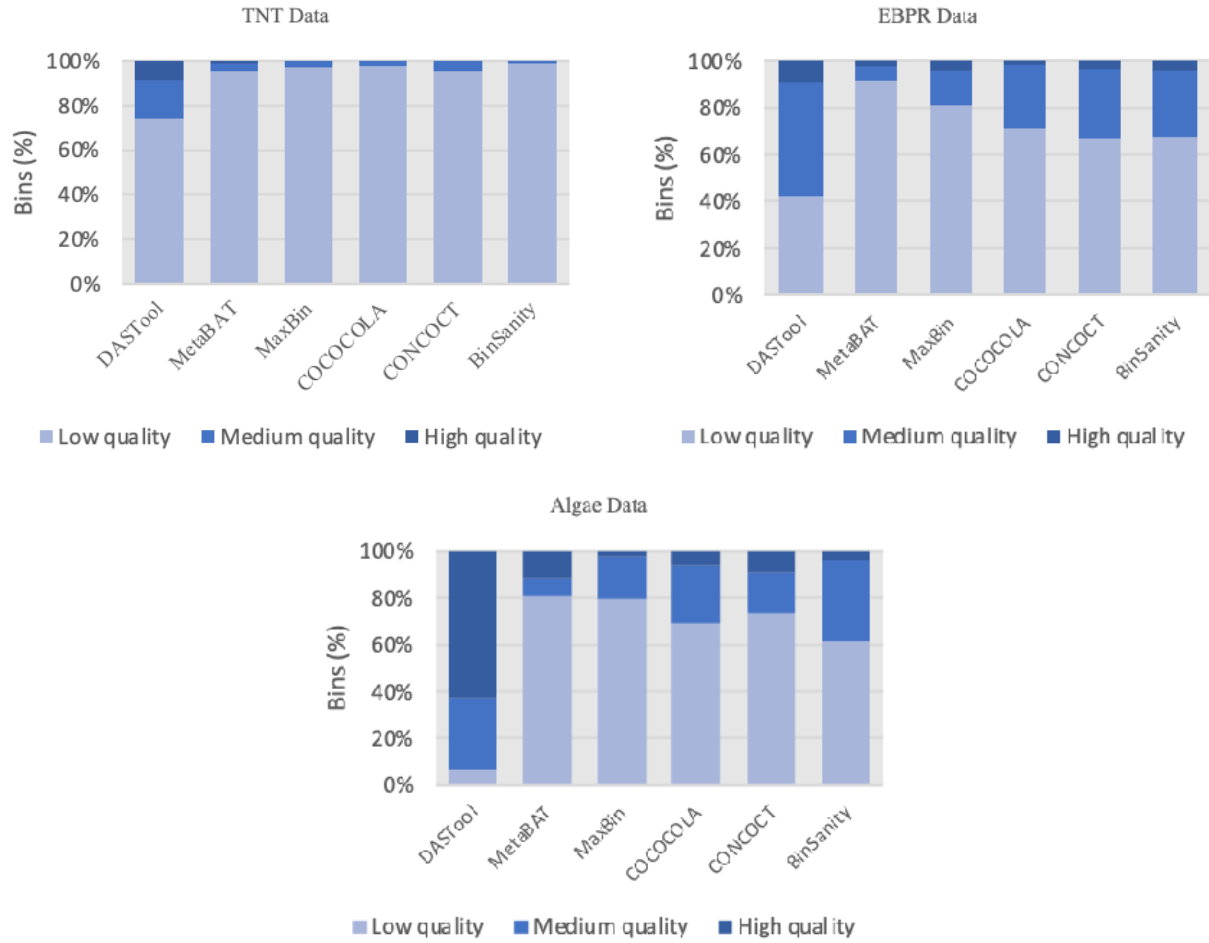 TNT Data
100%
80%
60%
40%
20%
0%
Bins (%)
DASTool
MetaBAT
MaxBin
COCOCOLA
CONCOCT
BinSanity
Low quality Medium quality High quality
EBPR Data
100%
80%
60%
40%
20%
0%
Bins (%)
DASTool
MetaBAT
MaxBin
COCOCOLA
CONCOCT
BinSanity
Low quality Medium quality High quality
Algae Data
100%
80%
60%
40%
20%
0%
Bins (%)
DASTool
MetaBAT
MaxBin
COCOCOLA
CONCOCT
BinSanity
Low quality Medium quality High quality